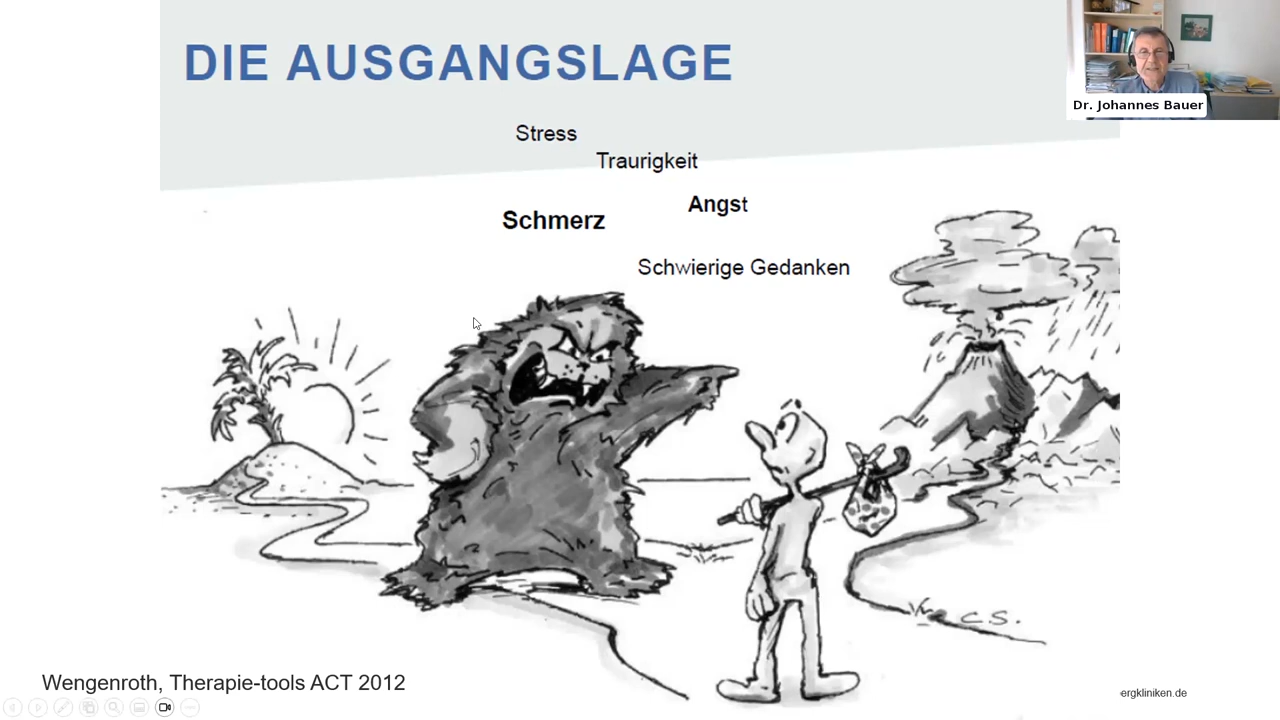 DIE AUSGANGSLAGE
Dr. Johannes Bauer
Stress
Traurigkeit
Angst
Schmerz
Schwierige Gedanken
Wengenroth, Therapie-tools ACT 2012
ergkliniken.de